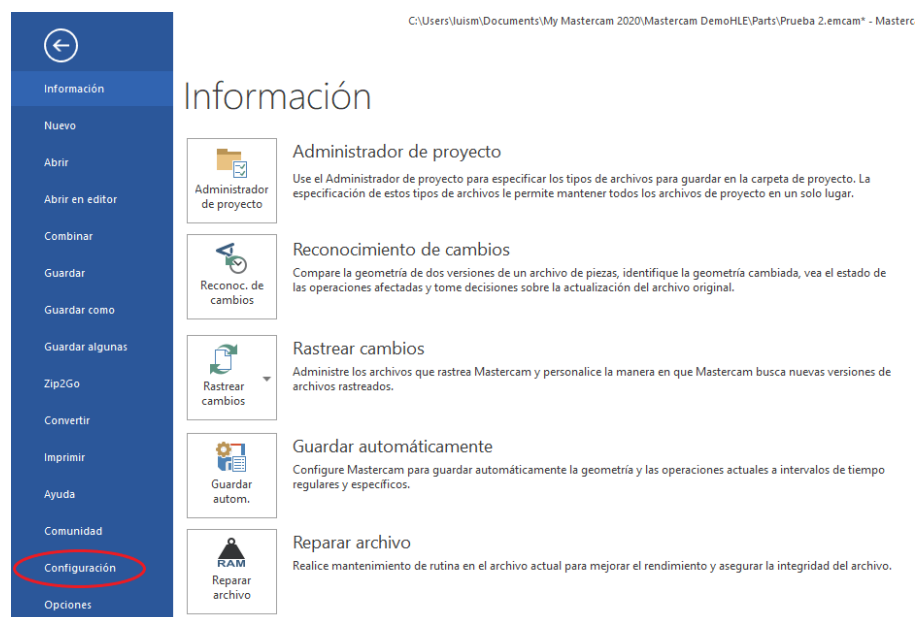 C:\Users\luism\Documents\My Mastercam 2020\Mastercam DemoHLE\Parts\Prueba 2.emcam* - Masterc
Información
Nuevo
Abrir
Abrir en editor
Combinar
Guardar
Guardar como
Guardar algunas
Zip2Go
Convertir
Imprimir
Ayuda
Comunidad
Configuración
Opciones
Información
Administrador
de proyecto
Administrador de proyecto
Use el Administrador de proyecto para especificar los tipos de archivos para guardar en la carpeta de proyecto. La
especificación de estos tipos de archivos le permite mantener todos los archivos de proyecto en un solo lugar.
Reconoc. de
cambios
Reconocimiento de cambios
Compare la geometría de dos versiones de un archivo de piezas, identifique la geometría cambiada, vea el estado de
las operaciones afectadas y tome decisiones sobre la actualización del archivo original.
Rastrear
cambios
Rastrear cambios
Administre los archivos que rastrea Mastercam y personalice la manera en que Mastercam busca nuevas versiones de
archivos rastreados.
Guardar
autom.
Guardar automáticamente
Configure Mastercam para guardar automáticamente la geometría y las operaciones actuales a intervalos de tiempo
regulares y específicos.
RAM
Reparar
archivo
Reparar archivo
Realice mantenimiento de rutina en el archivo actual para mejorar el rendimiento y asegurar la integridad del archivo.